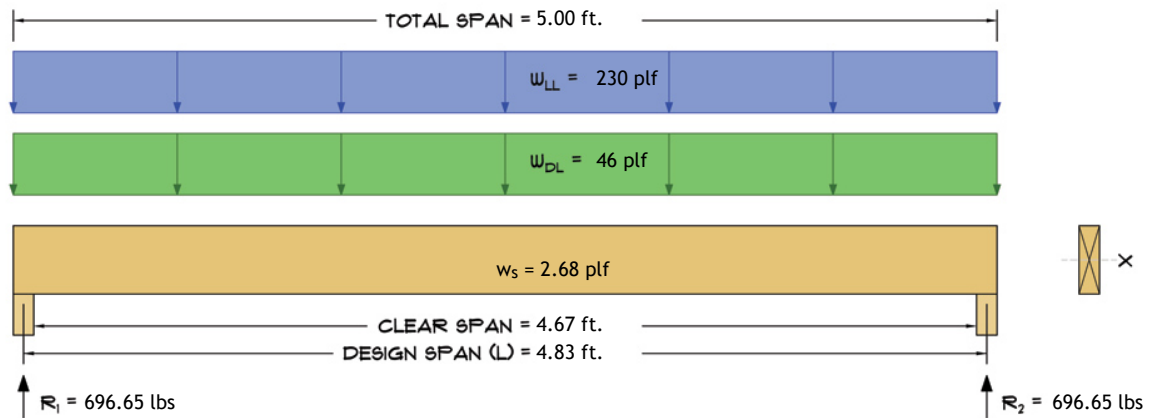 TOTAL SPAN = 5.00 ft.
WLL = 230 plf
WDL = 46 plf
ws = 2.68 plf
X
CLEAR SPAN = 4.67 ft.
DESIGN SPAN (L) = 4.83 ft.
R1 = 696.65 lbs
R2 = 696.65 lbs